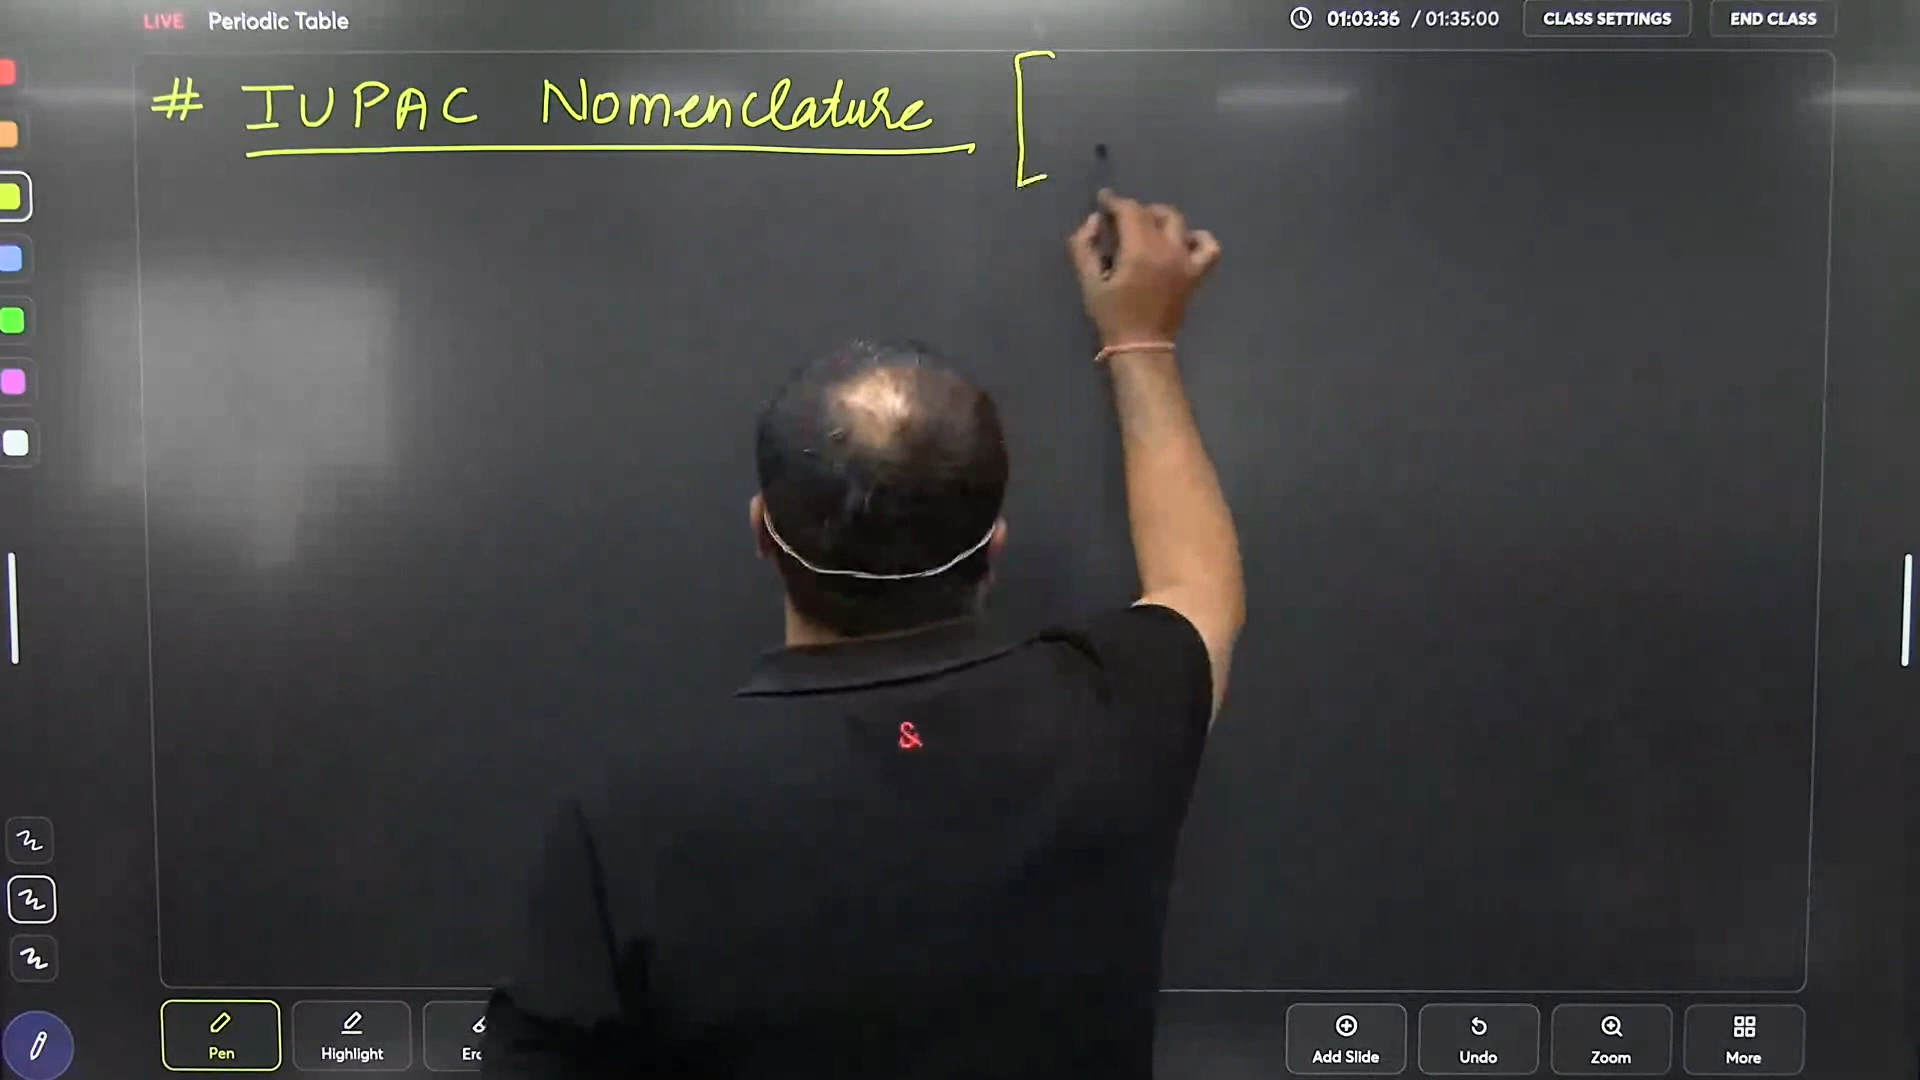 LIVE Periodic Table 01:03:36 / 01:35:00 CLASS SETTINGS END CLASS
# IUPAC Nomenclature [
&
Pen Highlight Add Slide Undo Zoom More